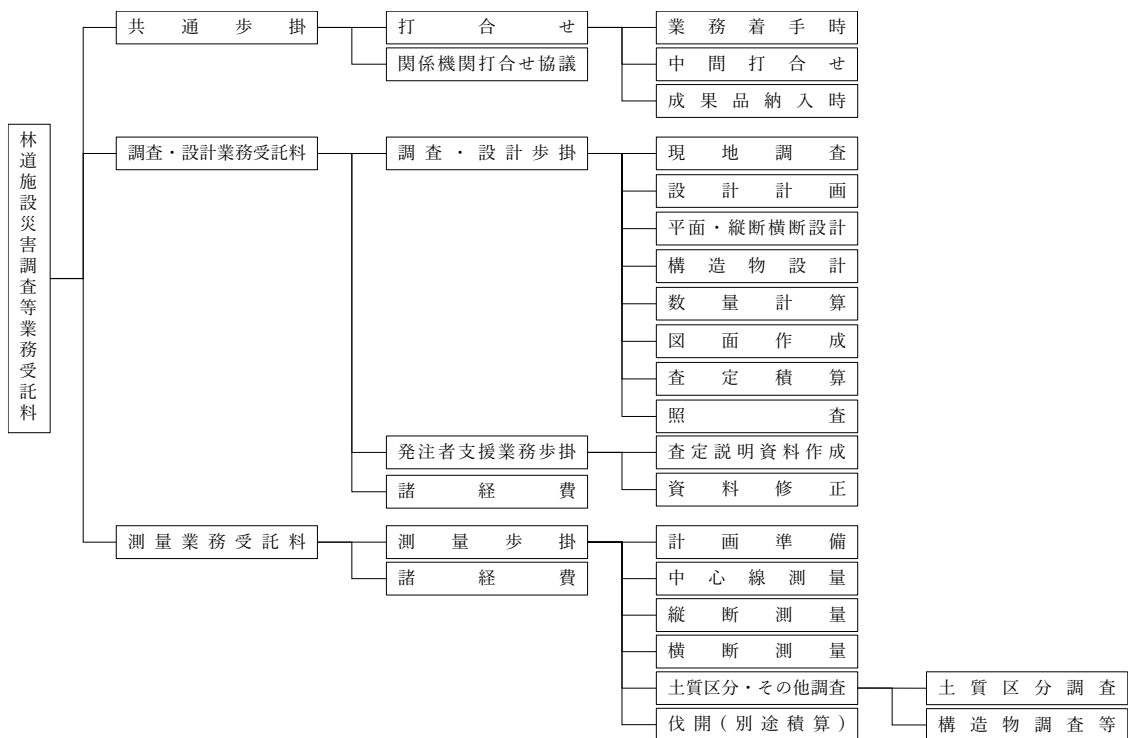 林道施設災害調査等業務受託料
共通歩掛
打合せ
業務着手時
中間打合せ
成果品納入時
関係機関打合せ協議
調査・設計業務受託料
調査・設計歩掛
現地調査
設計計画
平面・縦断横断設計
構造物設計
数量計算
図面作成
査定積算
照査
発注者支援業務歩掛
査定説明資料作成
資料修正
諸経費
測量業務受託料
測量歩掛
計画準備
中心線測量
縦断測量
横断測量
土質区分・その他調査
土質区分調査
構造物調査等
伐開(別途積算)
諸経費